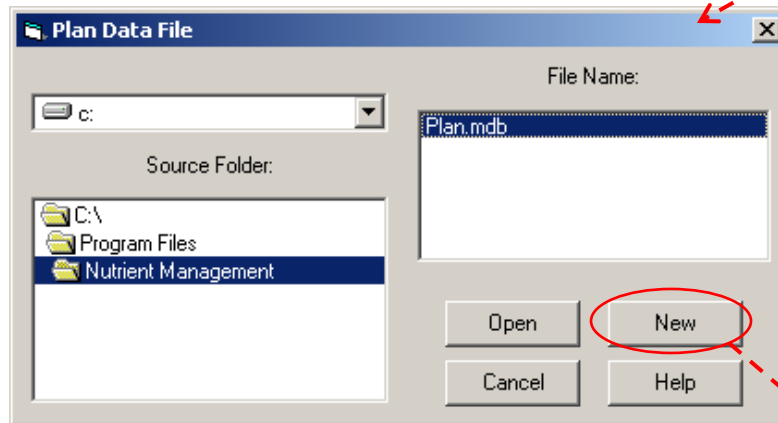 Plan Data File
c:
Source Folder:
C:\
Program Files
Nutrient Management
File Name:
Plan.mdb
Open
New
Cancel
Help